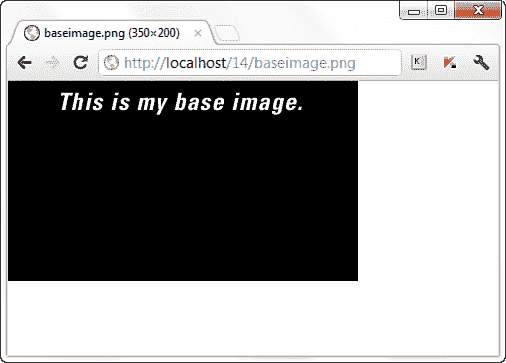 baseimage.png (350×200)
http://localhost/14/baseimage.png
K
This is my base image.